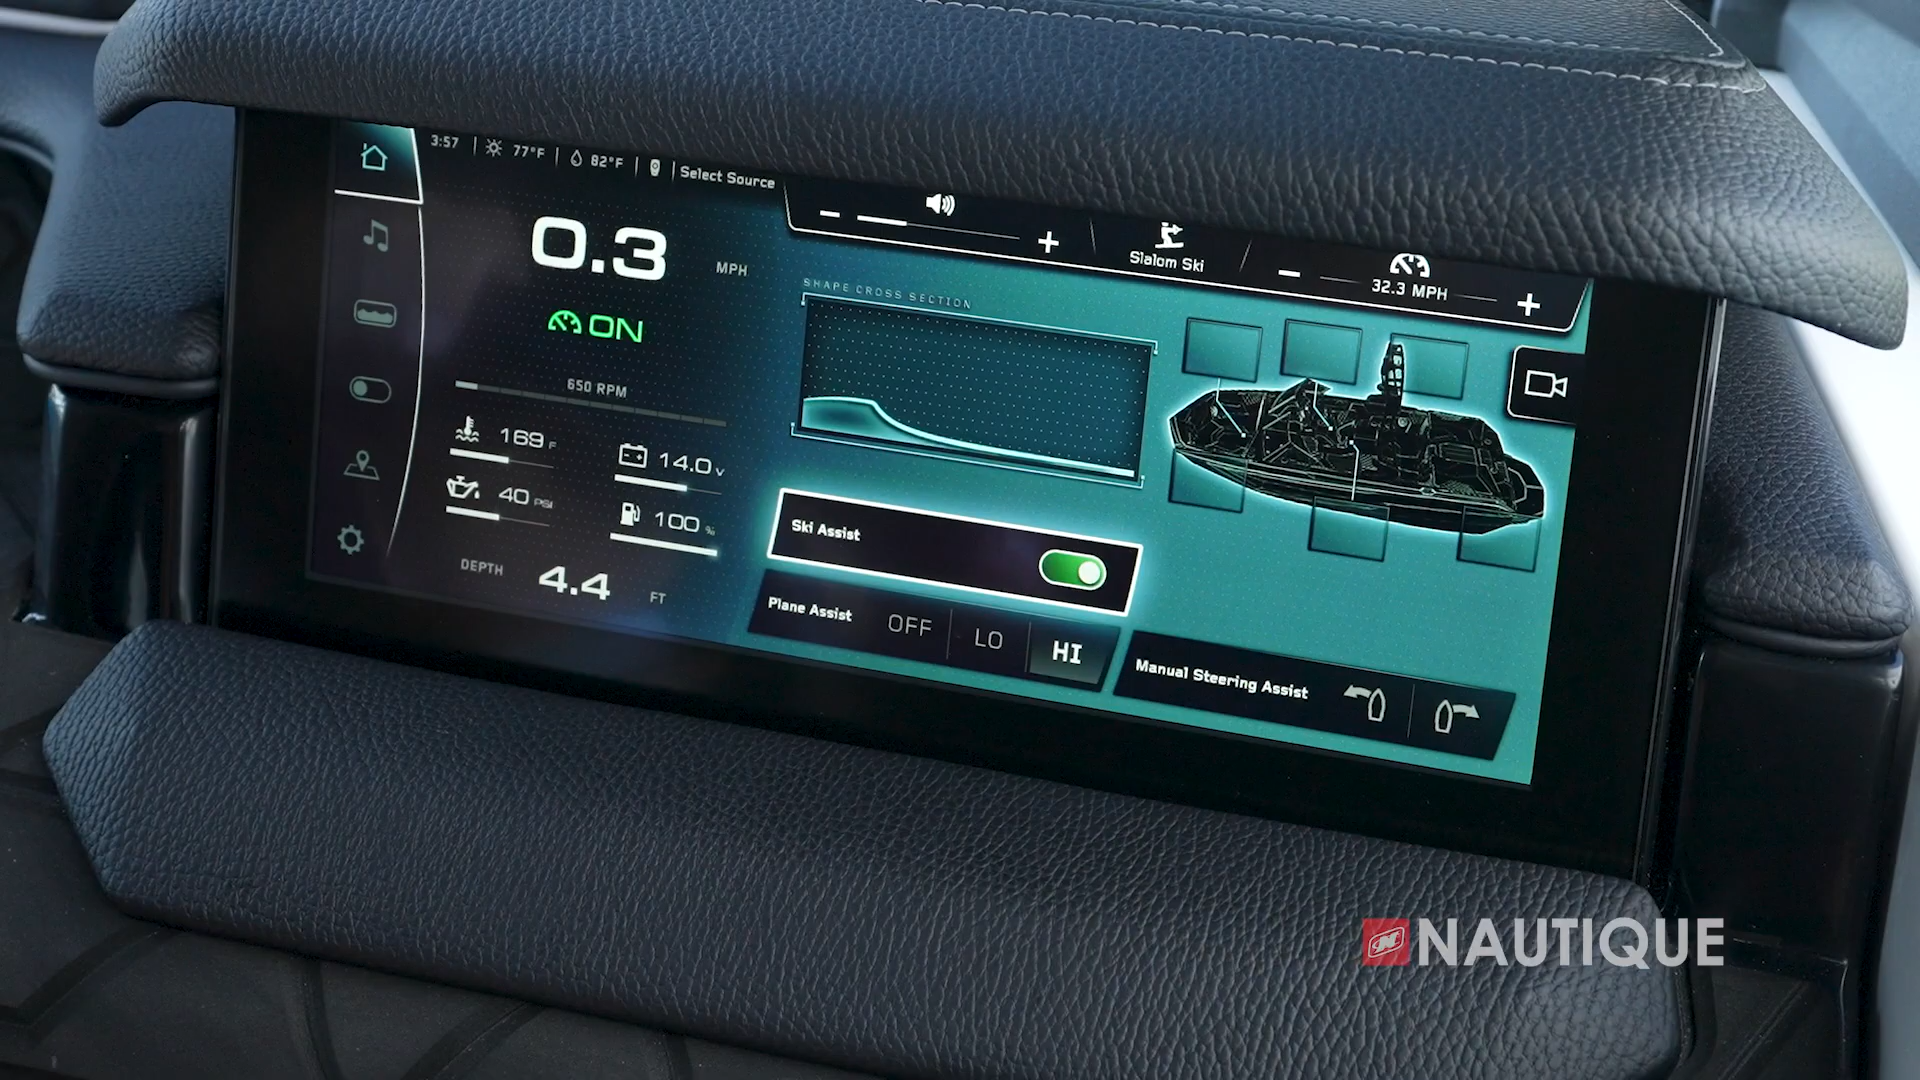 3:57 | 77°F | 82°F | | Select Source
0.3 MPH
ON
650 RPM
169 F
14.0 V
40 PSI
100 %
DEPTH 4.4 FT
Slalom Ski
32.3 MPH
SHAPE CROSS SECTION
Ski Assist
Plane Assist OFF LO HI
Manual Steering Assist
NAUTIQUE